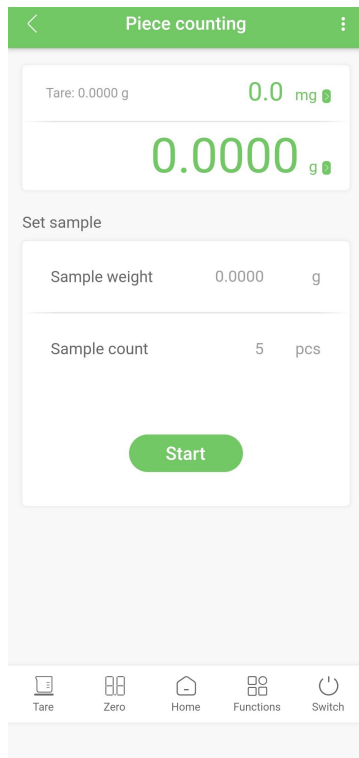 Piece counting
Tare: 0.0000 g 0.0 mg
0.0000 g
Set sample
Sample weight 0.0000 g
Sample count 5 pcs
Start
Tare Zero Home Functions Switch